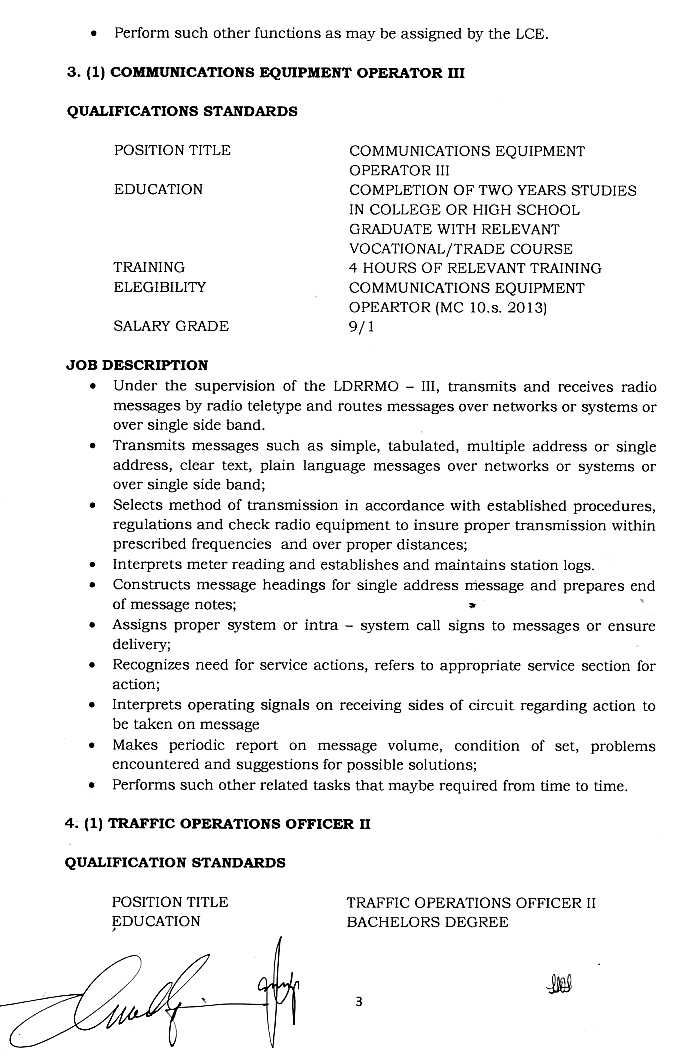 • Perform such other functions as may be assigned by the LCE.
3. (1) COMMUNICATIONS EQUIPMENT OPERATOR III
QUALIFICATIONS STANDARDS
POSITION TITLE COMMUNICATIONS EQUIPMENT
OPERATOR III
EDUCATION COMPLETION OF TWO YEARS STUDIES
IN COLLEGE OR HIGH SCHOOL
GRADUATE WITH RELEVANT
VOCATIONAL/TRADE COURSE
TRAINING 4 HOURS OF RELEVANT TRAINING
ELEGIBILITY COMMUNICATIONS EQUIPMENT
OPEARTOR (MC 10.s. 2013)
SALARY GRADE 9/1
JOB DESCRIPTION
• Under the supervision of the LDRRMO – III, transmits and receives radio
messages by radio teletype and routes messages over networks or systems or
over single side band.
• Transmits messages such as simple, tabulated, multiple address or single
address, clear text, plain language messages over networks or systems or
over single side band;
• Selects method of transmission in accordance with established procedures,
regulations and check radio equipment to insure proper transmission within
prescribed frequencies and over proper distances;
• Interprets meter reading and establishes and maintains station logs.
• Constructs message headings for single address message and prepares end
of message notes;
• Assigns proper system or intra – system call signs to messages or ensure
delivery;
• Recognizes need for service actions, refers to appropriate service section for
action;
• Interprets operating signals on receiving sides of circuit regarding action to
be taken on message
• Makes periodic report on message volume, condition of set, problems
encountered and suggestions for possible solutions;
• Performs such other related tasks that maybe required from time to time.
4. (1) TRAFFIC OPERATIONS OFFICER II
QUALIFICATION STANDARDS
POSITION TITLE TRAFFIC OPERATIONS OFFICER II
EDUCATION BACHELORS DEGREE
3